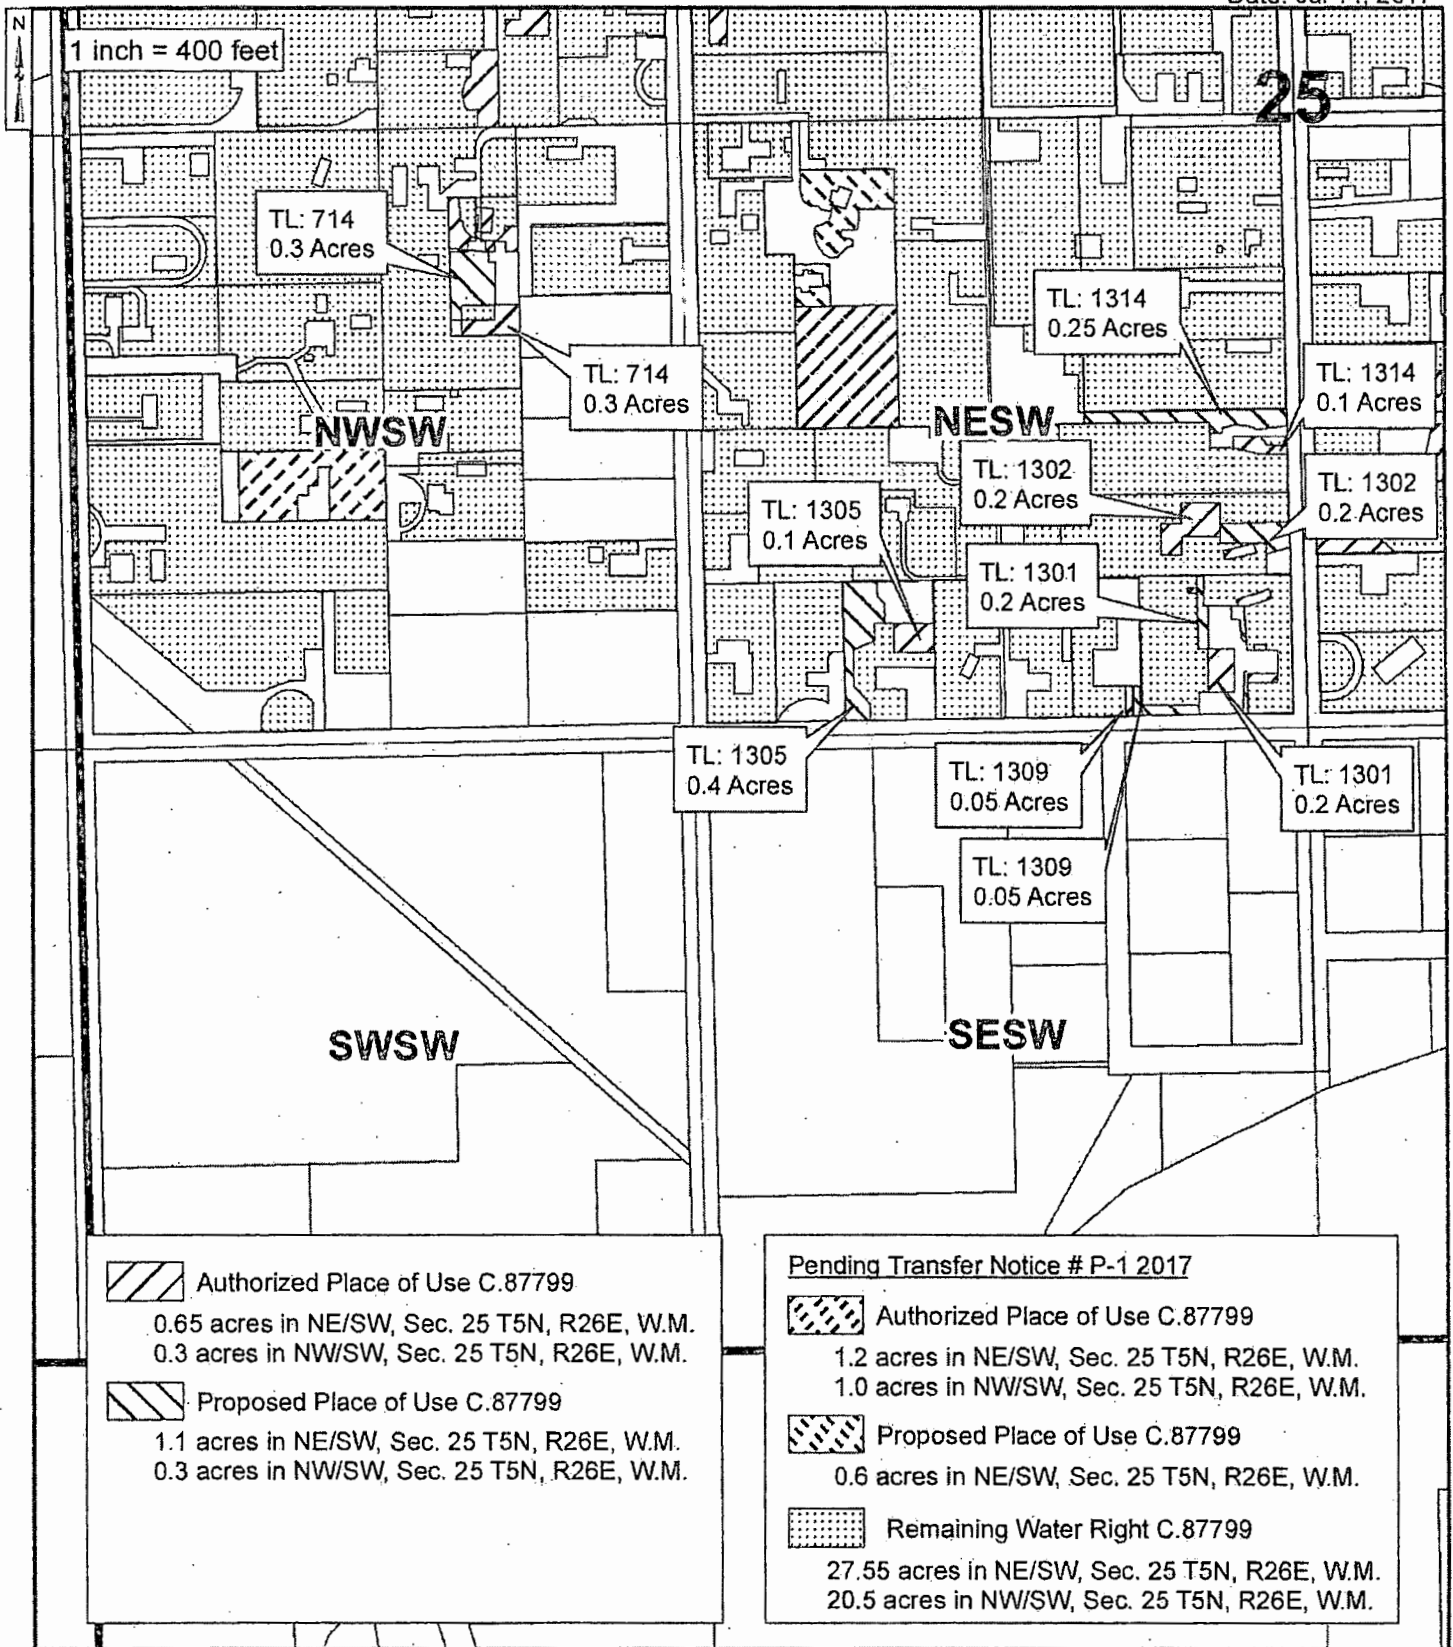 Date: Jul 11, 2017
N
1 inch = 400 feet
25
TL: 714
0.3 Acres
TL: 1314
0.25 Acres
TL: 714
0.3 Acres
TL: 1314
0.1 Acres
NWSW
NESW
TL: 1302
0.2 Acres
TL: 1302
0.2 Acres
TL: 1305
0.1 Acres
TL: 1301
0.2 Acres
TL: 1305
0.4 Acres
TL: 1309
0.05 Acres
TL: 1301
0.2 Acres
TL: 1309
0.05 Acres
SWSW
SESW
Authorized Place of Use C.87799
0.65 acres in NE/SW, Sec. 25 T5N, R26E, W.M.
0.3 acres in NW/SW, Sec. 25 T5N, R26E, W.M.
Proposed Place of Use C.87799
1.1 acres in NE/SW, Sec. 25 T5N, R26E, W.M.
0.3 acres in NW/SW, Sec. 25 T5N, R26E, W.M.
Pending Transfer Notice # P-1 2017
Authorized Place of Use C.87799
1.2 acres in NE/SW, Sec. 25 T5N, R26E, W.M.
1.0 acres in NW/SW, Sec. 25 T5N, R26E, W.M.
Proposed Place of Use C.87799
0.6 acres in NE/SW, Sec. 25 T5N, R26E, W.M.
Remaining Water Right C.87799
27.55 acres in NE/SW, Sec. 25 T5N, R26E, W.M.
20.5 acres in NW/SW, Sec. 25 T5N, R26E, W.M.